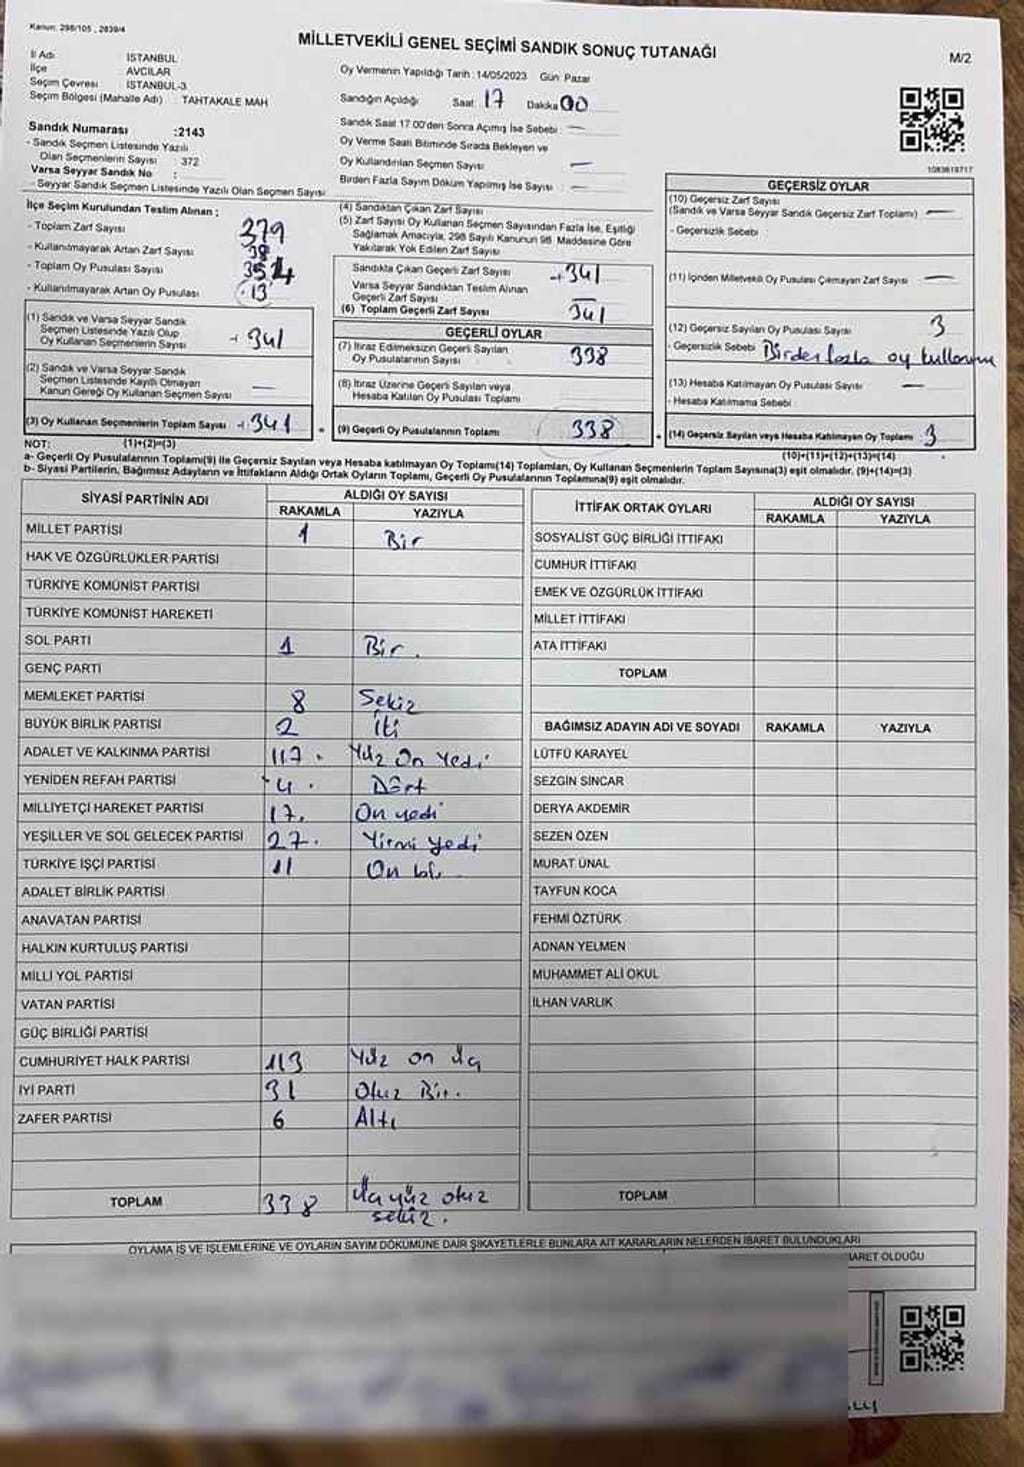 Kanun: 298/105 , 2839/4
MİLLETVEKİLİ GENEL SEÇİMİ SANDIK SONUÇ TUTANAĞI
M/2
İl Adı İSTANBUL
İlçe AVCILAR
Seçim Çevresi İSTANBUL-3
Seçim Bölgesi (Mahalle Adı) : TAHTAKALE MAH
Sandık Numarası :2143
- Sandık Seçmen Listesinde Yazılı
Olan Seçmenlerin Sayısı : 372
Varsa Seyyar Sandık No :
- Seyyar Sandık Seçmen Listesinde Yazılı Olan Seçmen Sayısı:
Oy Vermenin Yapıldığı Tarih : 14/05/2023 Gün: Pazar
Sandığın Açıldığı Saat: 17 Dakika 00
Sandık Saat 17:00'den Sonra Açımış İse Sebebi : —
Oy Verme Saati Bitiminde Sırada Bekleyen ve
Oy Kullandırılan Seçmen Sayısı —
Birden Fazla Sayım Döküm Yapılmış İse Sayısı : —
1083619717
İlçe Seçim Kurulundan Teslim Alınan :
- Toplam Zarf Sayısı 379
- Kullanılmayarak Artan Zarf Sayısı 38
- Toplam Oy Pusulası Sayısı 354
- Kullanılmayarak Artan Oy Pusulası 13
(1) Sandık ve Varsa Seyyar Sandık
Seçmen Listesinde Yazılı Olup
Oy Kullanan Seçmenlerin Sayısı 341
(2) Sandık ve Varsa Seyyar Sandık
Seçmen Listesinde Kayıtlı Olmayan
Kanun Gereği Oy Kullanan Seçmen Sayısı —
(3) Oy Kullanan Seçmenlerin Toplam Sayısı 341
(1)+(2)=(3)
(4) Sandıktan Çıkan Zarf Sayısı
(5) Zarf Sayısı Oy Kullanan Seçmen Sayısından Fazla İse, Eşitliği
Sağlamak Amacıyla, 298 Sayılı Kanunun 98. Maddesine Göre
Yakılarak Yok Edilen Zarf Sayısı
Sandıkta Çıkan Geçerli Zarf Sayısı 341
Varsa Seyyar Sandıktan Teslim Alınan
Geçerli Zarf Sayısı —
(6) Toplam Geçerli Zarf Sayısı 341
GEÇERLİ OYLAR
(7) İtiraz Edilmeksizin Geçerli Sayılan
Oy Pusulalarının Sayısı 338
(8) İtiraz Üzerine Geçerli Sayılan veya
Hesaba Katılan Oy Pusulası Toplamı
(9) Geçerli Oy Pusulalarının Toplamı 338
GEÇERSİZ OYLAR
(10) Geçersiz Zarf Sayısı
(Sandık ve Varsa Seyyar Sandık Geçersiz Zarf Toplamı) —
- Geçersizlik Sebebi :
(11) İçinden Milletvekili Oy Pusulası Çıkmayan Zarf Sayısı —
(12) Geçersiz Sayılan Oy Pusulası Sayısı 3
- Geçersizlik Sebebi Birden fazla oy kullanımı
(13) Hesaba Katılmayan Oy Pusulası Sayısı —
- Hesaba Katılmama Sebebi :
(14) Geçersiz Sayılan veya Hesaba Katılmayan Oy Toplamı 3
(10)+(11)+(12)+(13)=(14)
NOT:
a- Geçerli Oy Pusulalarının Toplamı(9) ile Geçersiz Sayılan veya Hesaba katılmayan Oy Toplamı(14) Toplamları, Oy Kullanan Seçmenlerin Toplam Sayısına(3) eşit olmalıdır. (9)+(14)=(3)
b- Siyasi Partilerin, Bağımsız Adayların ve İttifakların Aldığı Ortak Oyların Toplamı, Geçerli Oy Pusulalarının Toplamına(9) eşit olmalıdır.
SİYASİ PARTİNİN ADI ALDIĞI OY SAYISI
RAKAMLA YAZIYLA
MİLLET PARTİSİ 1 Bir
HAK VE ÖZGÜRLÜKLER PARTİSİ
TÜRKİYE KOMÜNİST PARTİSİ
TÜRKİYE KOMÜNİST HAREKETİ
SOL PARTİ 1 Bir.
GENÇ PARTİ
MEMLEKET PARTİSİ 8 Sekiz
BÜYÜK BİRLİK PARTİSİ 2 İki
ADALET VE KALKINMA PARTİSİ 117. Yüz On Yedi
YENİDEN REFAH PARTİSİ 4. Dört
MİLLİYETÇİ HAREKET PARTİSİ 17. On yedi
YEŞİLLER VE SOL GELECEK PARTİSİ 27. Yirmi yedi
TÜRKİYE İŞÇİ PARTİSİ 11 On bir
ADALET BİRLİK PARTİSİ
ANAVATAN PARTİSİ
HALKIN KURTULUŞ PARTİSİ
MİLLİ YOL PARTİSİ
VATAN PARTİSİ
GÜÇ BİRLİĞİ PARTİSİ
CUMHURİYET HALK PARTİSİ 113 Yüz on üç
İYİ PARTİ 31 Otuz Bir.
ZAFER PARTİSİ 6 Altı
TOPLAM 338 Üç yüz otuz
sekiz.
İTTİFAK ORTAK OYLARI ALDIĞI OY SAYISI
RAKAMLA YAZIYLA
SOSYALİST GÜÇ BİRLİĞİ İTTİFAKI
CUMHUR İTTİFAKI
EMEK VE ÖZGÜRLÜK İTTİFAKI
MİLLET İTTİFAKI
ATA İTTİFAKI
TOPLAM
BAĞIMSIZ ADAYIN ADI VE SOYADI RAKAMLA YAZIYLA
LÜTFÜ KARAYEL
SEZGİN SİNCAR
DERYA AKDEMİR
SEZEN ÖZEN
MURAT ÜNAL
TAYFUN KOCA
FEHMİ ÖZTÜRK
ADNAN YELMEN
MUHAMMET ALİ OKUL
İLHAN VARLIK
TOPLAM
OYLAMA İŞ VE İŞLEMLERİNE VE OYLARIN SAYIM DÖKÜMÜNE DAİR ŞİKAYETLERLE BUNLARA AİT KARARLARIN NELERDEN İBARET BULUNDUKLARI
BARET OLDUĞU